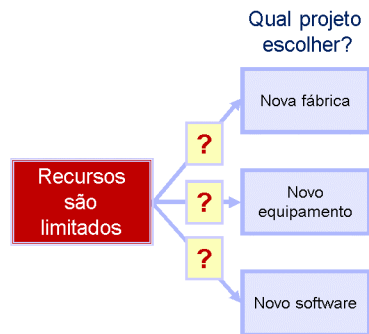 Qual projeto
escolher?
Nova fábrica
?
Recursos
são
limitados
?
Novo
equipamento
?
Novo software